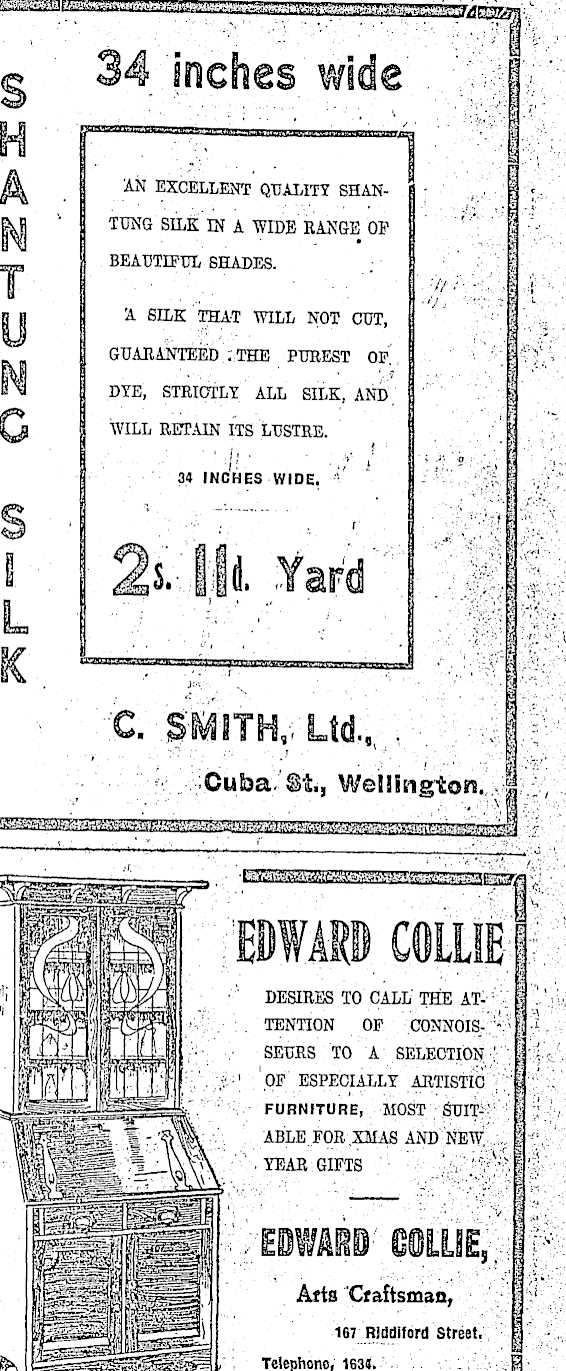 SHANTUNG SILK
34 inches wide
AN EXCELLENT QUALITY SHAN-
TUNG SILK IN A WIDE RANGE OF
BEAUTIFUL SHADES.
A SILK THAT WILL NOT CUT,
GUARANTEED THE PUREST OF
DYE, STRICTLY ALL SILK, AND
WILL RETAIN ITS LUSTRE.
34 INCHES WIDE.
2s. 11d. Yard
C. SMITH, Ltd.,
Cuba St., Wellington.
EDWARD COLLIE
DESIRES TO CALL THE AT-
TENTION OF CONNOIS-
SEURS TO A SELECTION
OF ESPECIALLY ARTISTIC
FURNITURE, MOST SUIT-
ABLE FOR XMAS AND NEW
YEAR GIFTS
EDWARD COLLIE,
Arts Craftsman,
167 Riddiford Street.
Telephone, 1634.